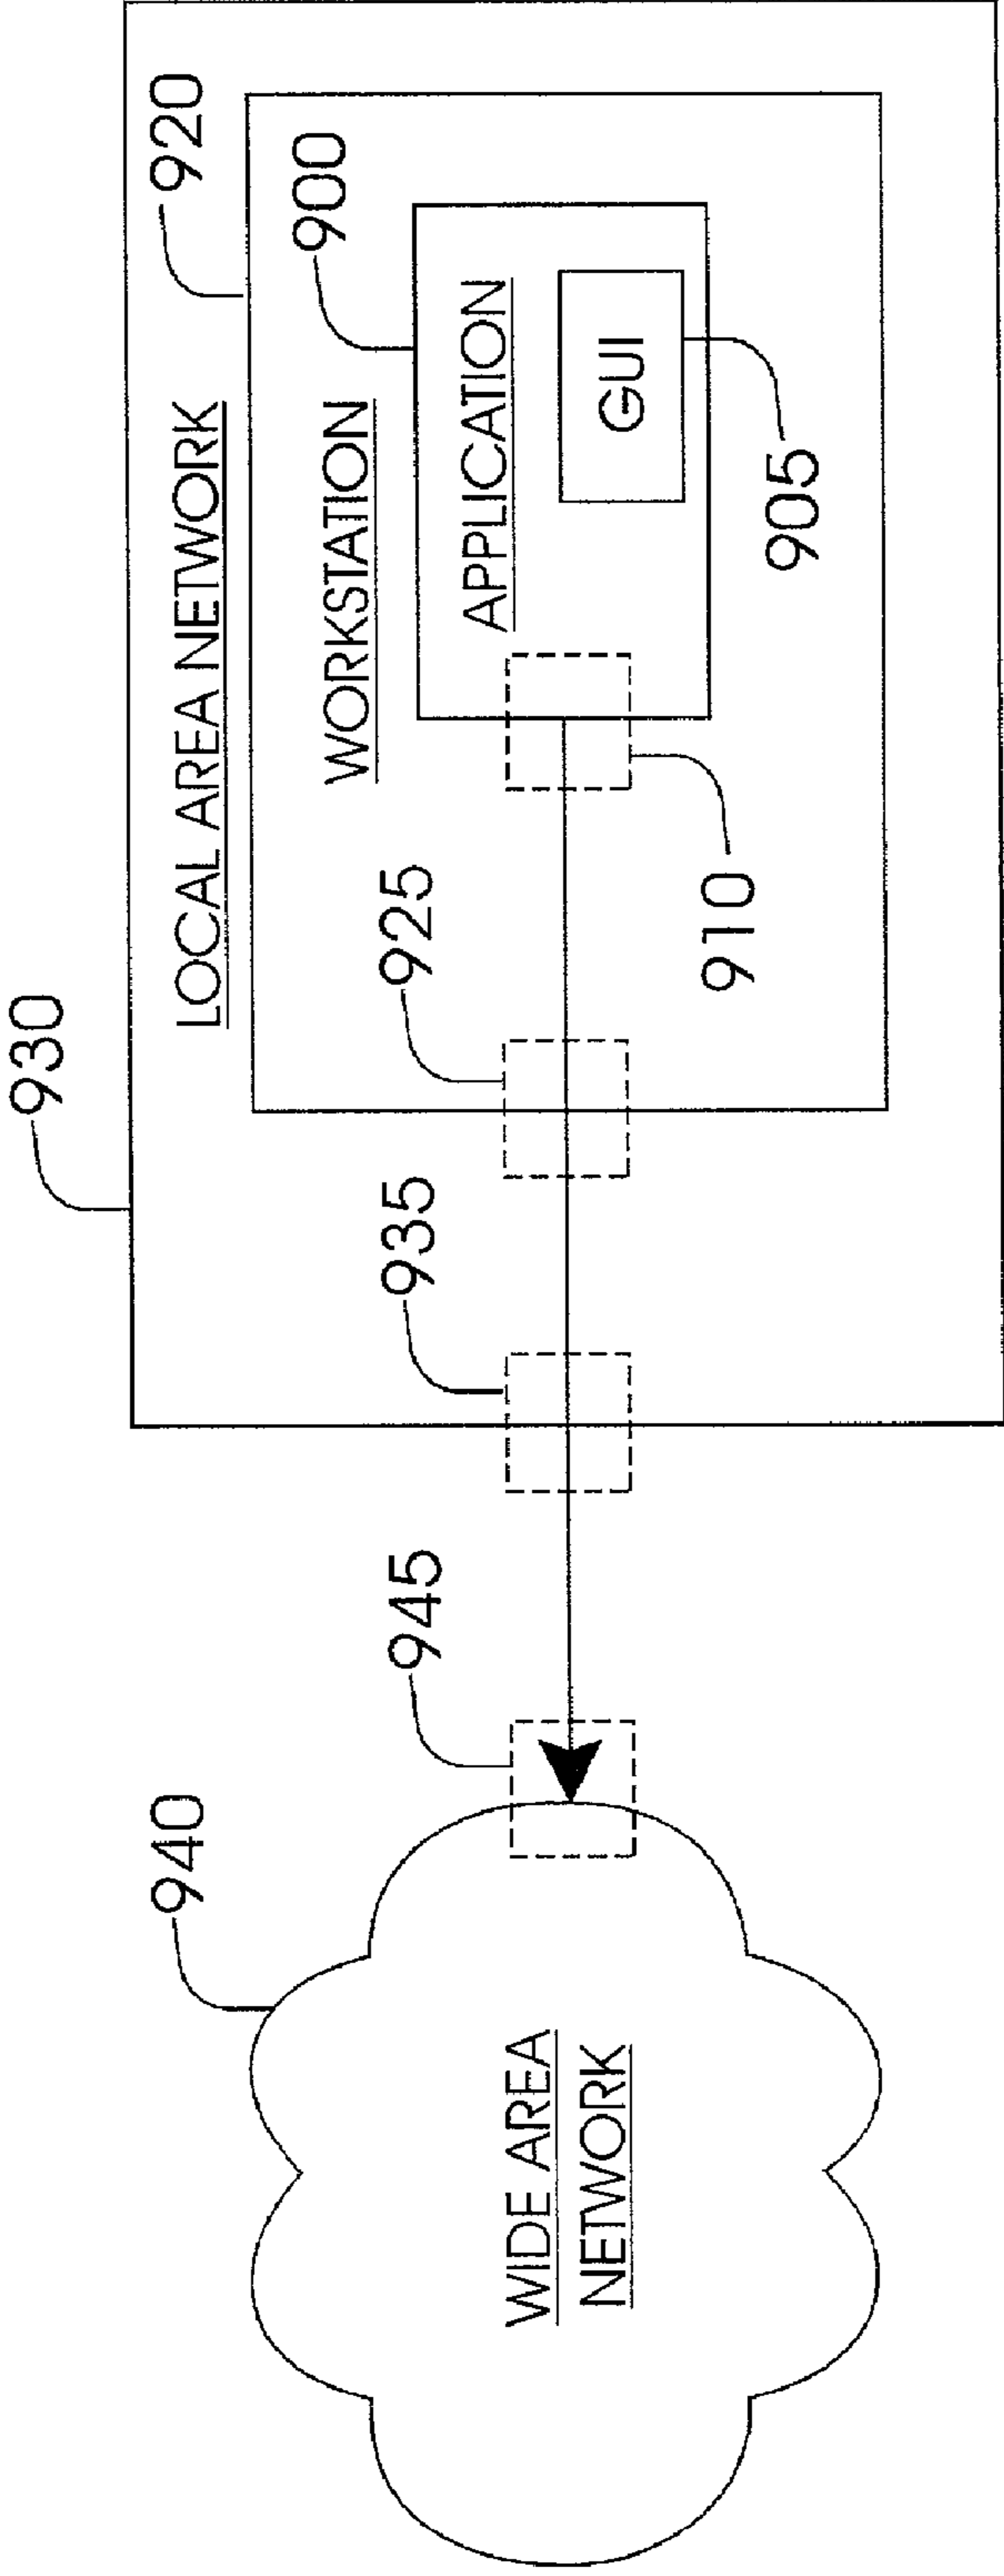 930
LOCAL AREA NETWORK
920
WORKSTATION
900
APPLICATION
GUI
905
910
925
935
945
940
WIDE AREA
NETWORK